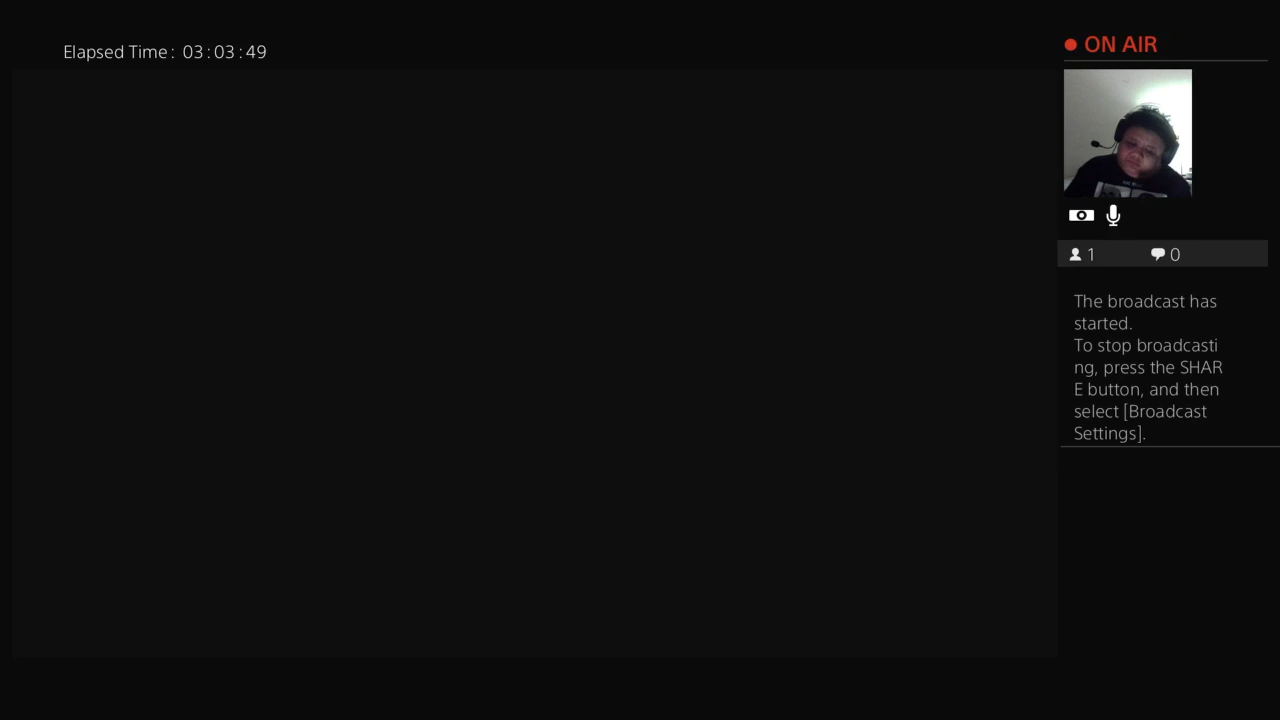 Elapsed Time: 03:03:49
ON AIR
1
0
The broadcast has
started.
To stop broadcasti
ng, press the SHAR
E button, and then
select [Broadcast
Settings].